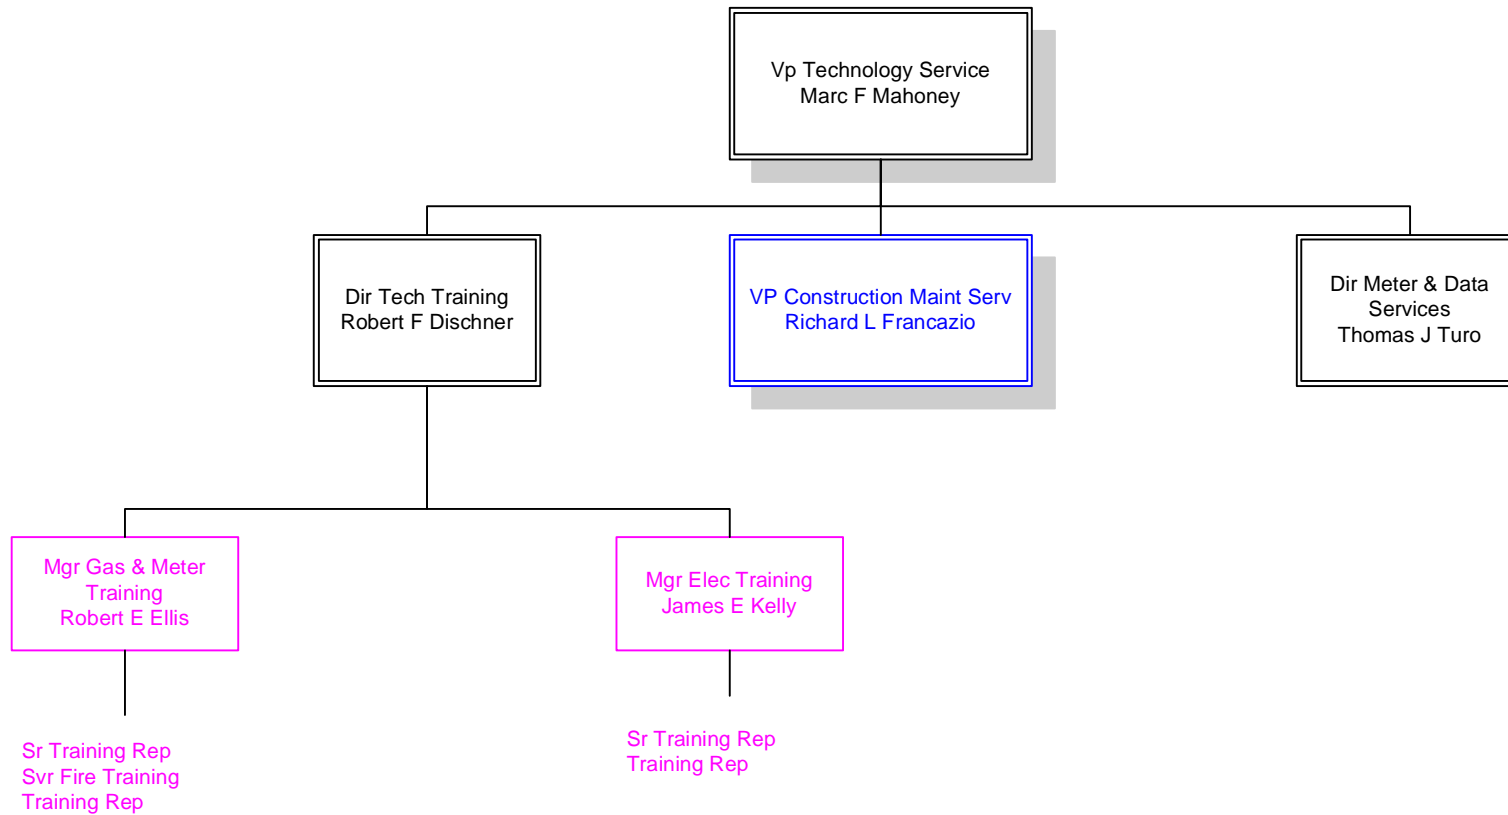 Vp Technology Service
Marc F Mahoney
Dir Tech Training
Robert F Dischner
VP Construction Maint Serv
Richard L Francazio
Dir Meter & Data
Services
Thomas J Turo
Mgr Gas & Meter
Training
Robert E Ellis
Mgr Elec Training
James E Kelly
Sr Training Rep
Svr Fire Training
Training Rep
Sr Training Rep
Training Rep